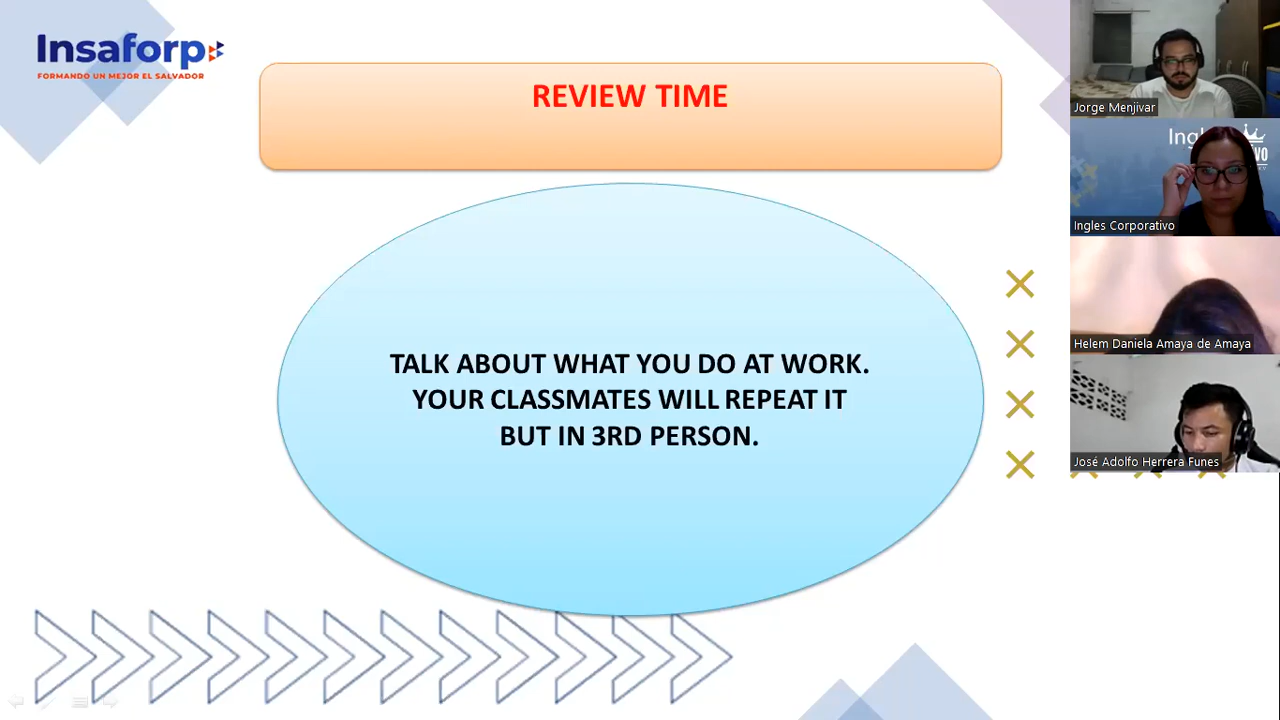 Insaforp
FORMANDO UN MEJOR EL SALVADOR
REVIEW TIME
TALK ABOUT WHAT YOU DO AT WORK.
YOUR CLASSMATES WILL REPEAT IT
BUT IN 3RD PERSON.
Jorge Menjivar
Ingles Corporativo
Helem Daniela Amaya de Amaya
José Adolfo Herrera Funes